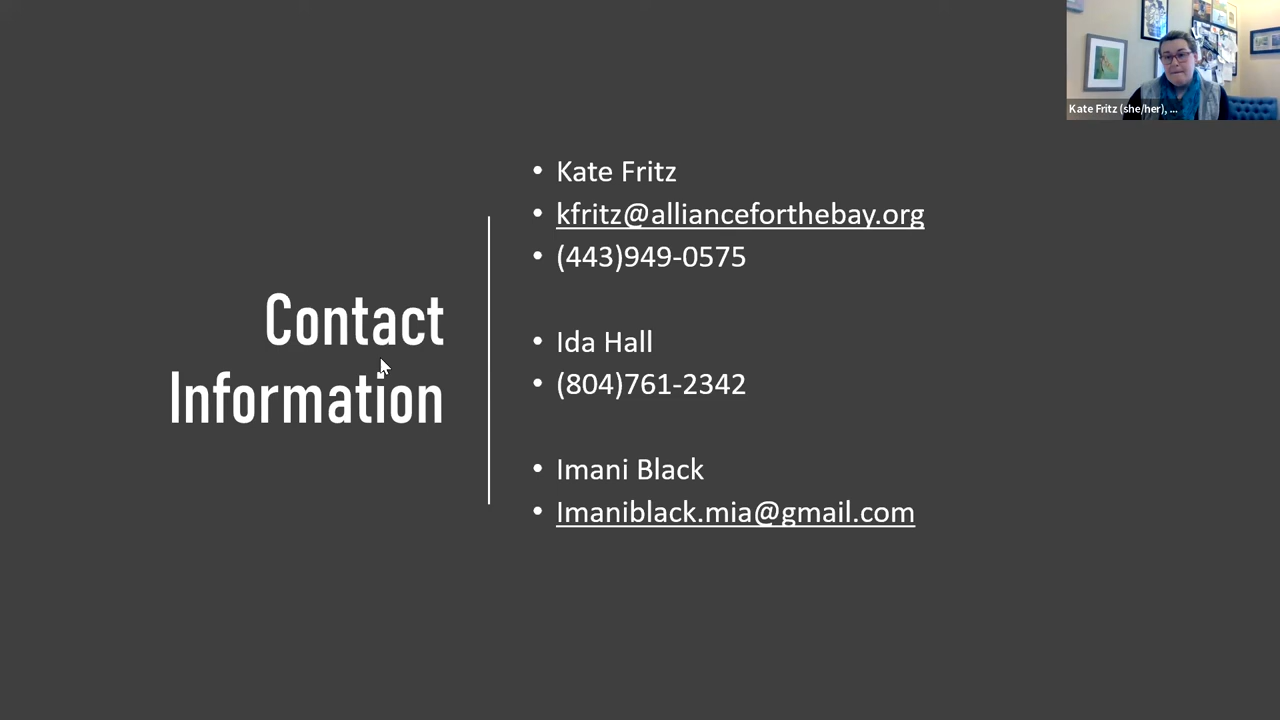 Kate Fritz (she/her), ...
Contact
Information
• Kate Fritz
• kfritz@allianceforthebay.org
• (443)949-0575
• Ida Hall
• (804)761-2342
• Imani Black
• Imaniblack.mia@gmail.com